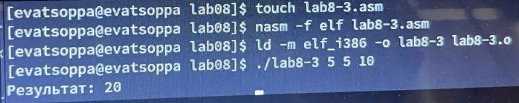 [evatsoppa@evatsoppa lab08]$ touch lab8-3.asm
[evatsoppa@evatsoppa lab08]$ nasm -f elf lab8-3.asm
[evatsoppa@evatsoppa lab08]$ ld -m elf_i386 -o lab8-3 lab8-3.o
[evatsoppa@evatsoppa lab08]$ ./lab8-3 5 5 10
Результат: 20